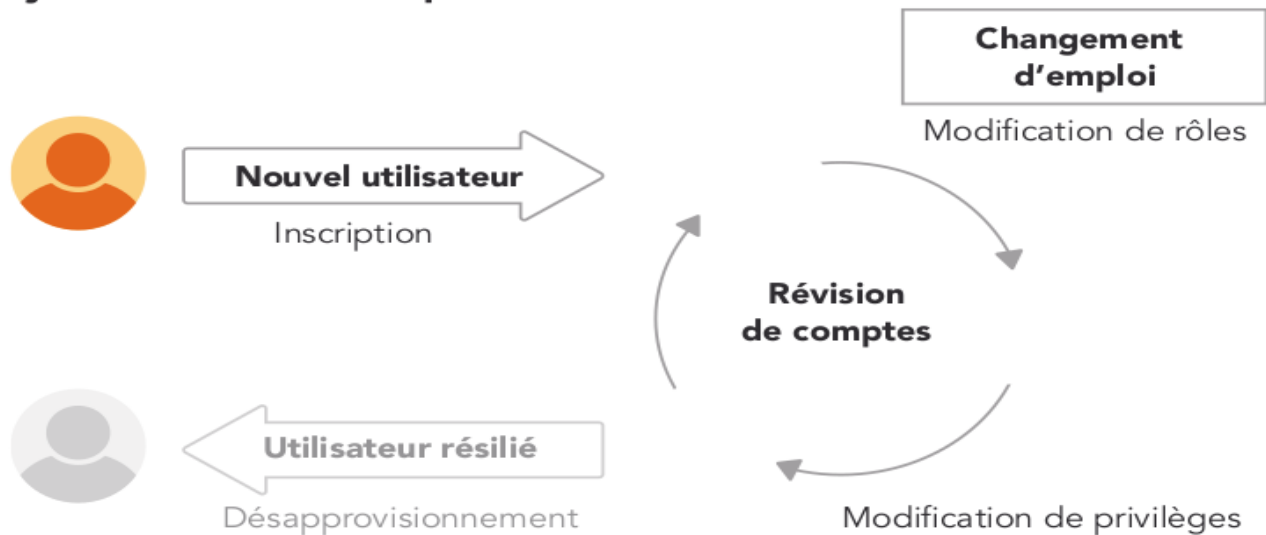 Changement
d’emploi
Modification de rôles
Nouvel utilisateur
Inscription
Révision
de comptes
Utilisateur résilié
Désapprovisionnement
Modification de privilèges